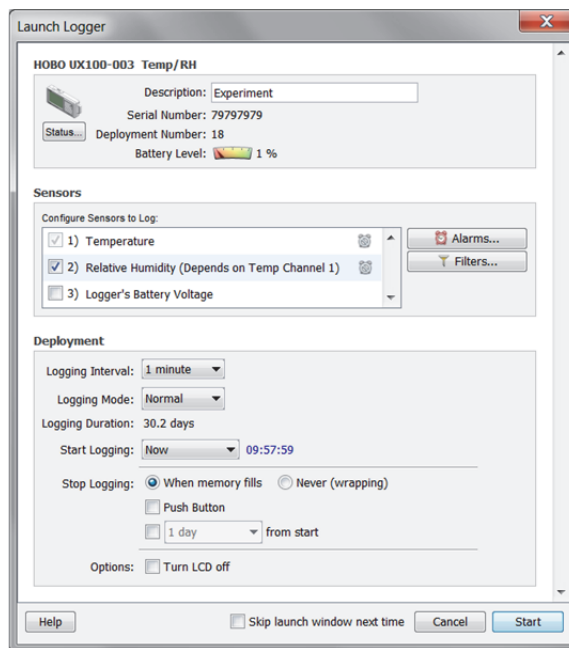 Launch Logger
HOBO UX100-003 Temp/RH
Description: Experiment
Serial Number: 79797979
Status... Deployment Number: 18
Battery Level: 1 %
Sensors
Configure Sensors to Log:
1) Temperature
Alarms...
2) Relative Humidity (Depends on Temp Channel 1)
Filters...
3) Logger's Battery Voltage
Deployment
Logging Interval: 1 minute
Logging Mode: Normal
Logging Duration: 30.2 days
Start Logging: Now 09:57:59
Stop Logging: When memory fills Never (wrapping)
Push Button
1 day from start
Options: Turn LCD off
Help Skip launch window next time Cancel Start